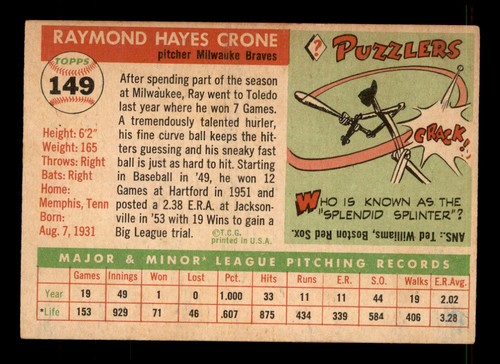 RAYMOND HAYES CRONE
pitcher Milwauke Braves
TOPPS
149
Height: 6'2"
Weight: 165
Throws: Right
Bats: Right
Home:
Memphis, Tenn
Born:
Aug. 7, 1931
After spending part of the season
at Milwaukee, Ray went to Toledo
last year where he won 7 Games.
A tremendously talented hurler,
his fine curve ball keeps the hit-
ters guessing and his sneaky fast
ball is just as hard to hit. Starting
in Baseball in '49, he won 12
Games at Hartford in 1951 and
posted a 2.38 E.R.A. at Jackson-
ville in '53 with 19 Wins to gain a
Big League trial.
©T.C.G.
printed in U.S.A.
? PUZZLERS
CRACK!
WHO IS KNOWN AS THE
"SPLENDID SPLINTER"?
ANS.: Ted Williams, Boston Red Sox.
MAJOR & MINOR* LEAGUE PITCHING RECORDS
Games Innings Won Lost Pct. Hits Runs E.R. S.O. Walks E.R.Avg.
Year 19 49 1 0 1.000 33 11 11 44 19 2.02
*Life 153 929 71 46 .607 875 434 339 584 406 3.28